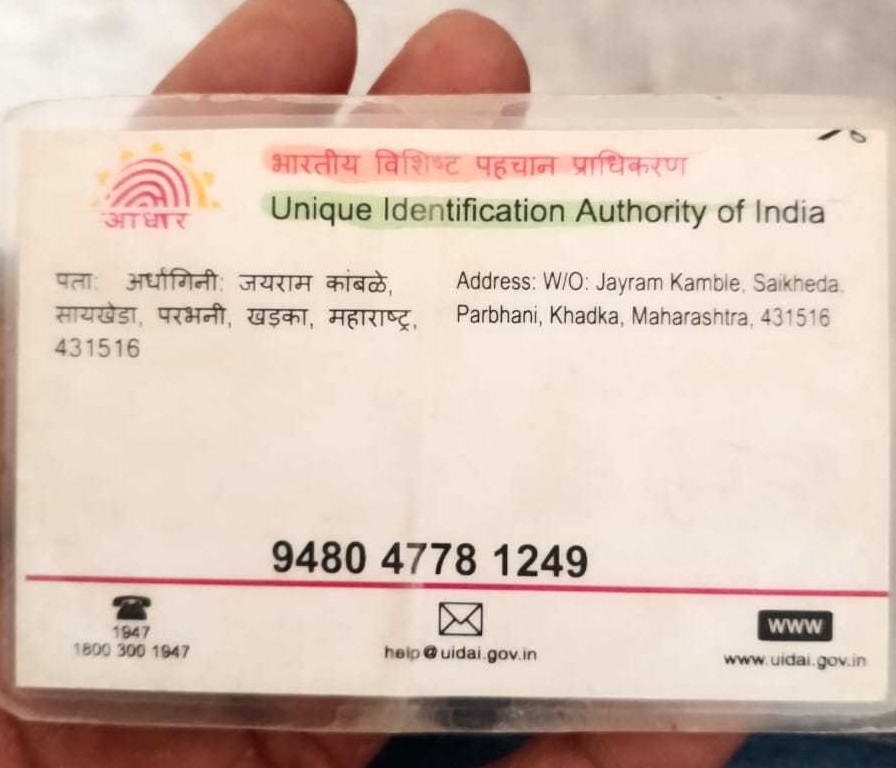 आधार
भारतीय विशिष्ट पहचान प्राधिकरण
Unique Identification Authority of India
पता: अर्धांगिनी: जयराम कांबळे,
सायखेडा, परभनी, खडका, महाराष्ट्र,
431516
Address: W/O: Jayram Kamble, Saikheda,
Parbhani, Khadka, Maharashtra, 431516
9480 4778 1249
1947
1800 300 1947
help@uidai.gov.in
WWW
www.uidai.gov.in